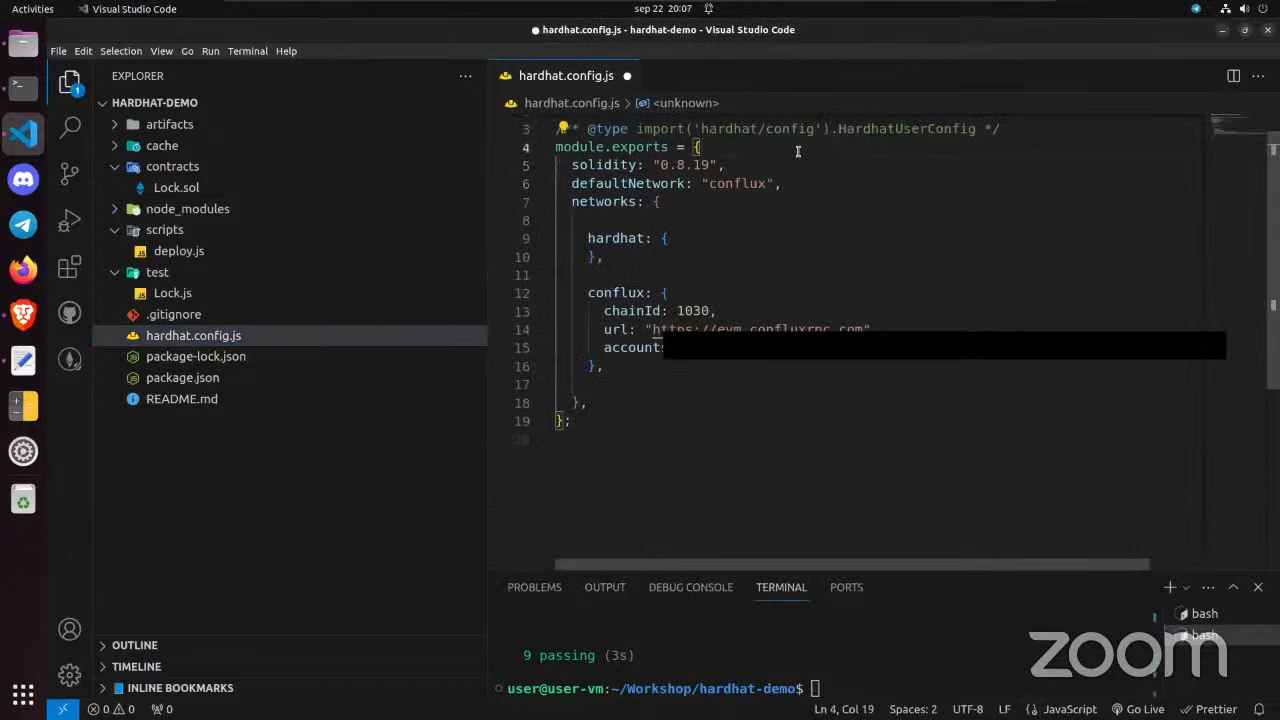 Activities
Visual Studio Code
sep 22 20:07
hardhat.config.js - hardhat-demo - Visual Studio Code
File Edit Selection View Go Run Terminal Help
EXPLORER
hardhat.config.js
HARDHAT-DEMO
hardhat.config.js > <unknown>
artifacts
cache
contracts
Lock.sol
node_modules
scripts
deploy.js
test
Lock.js
.gitignore
hardhat.config.js
package-lock.json
package.json
README.md
OUTLINE
TIMELINE
INLINE BOOKMARKS
3 /** @type import('hardhat/config').HardhatUserConfig */
4 module.exports = {
5 solidity: "0.8.19",
6 defaultNetwork: "conflux",
7 networks: {
8
9 hardhat: {
10 },
11
12 conflux: {
13 chainId: 1030,
14 url: "https://evm.confluxrpc.com"
15 accounts
16 },
17
18 },
19 };
20
PROBLEMS OUTPUT DEBUG CONSOLE TERMINAL PORTS
9 passing (3s)
user@user-vm:~/Workshop/hardhat-demo$
bash
bash
zoom
0 0 0
Ln 4, Col 19 Spaces: 2 UTF-8 LF {} JavaScript Go Live Prettier
1